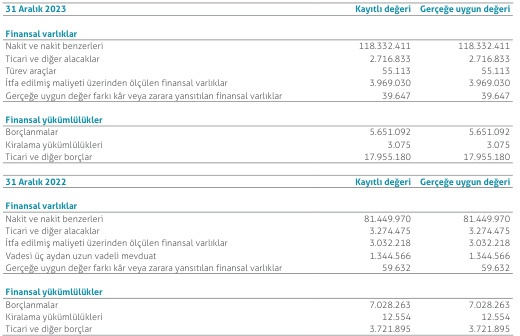 31 Aralık 2023 Kayıtlı değeri Gerçeğe uygun değeri
Finansal varlıklar
Nakit ve nakit benzerleri 118.332.411 118.332.411
Ticari ve diğer alacaklar 2.716.833 2.716.833
Türev araçlar 55.113 55.113
İtfa edilmiş maliyeti üzerinden ölçülen finansal varlıklar 3.969.030 3.969.030
Gerçeğe uygun değer farkı kâr veya zarara yansıtılan finansal varlıklar 39.647 39.647
Finansal yükümlülükler
Borçlanmalar 5.651.092 5.651.092
Kiralama yükümlülükleri 3.075 3.075
Ticari ve diğer borçlar 17.955.180 17.955.180
31 Aralık 2022 Kayıtlı değeri Gerçeğe uygun değeri
Finansal varlıklar
Nakit ve nakit benzerleri 81.449.970 81.449.970
Ticari ve diğer alacaklar 3.274.475 3.274.475
İtfa edilmiş maliyeti üzerinden ölçülen finansal varlıklar 3.032.218 3.032.218
Vadesi üç aydan uzun vadeli mevduat 1.344.566 1.344.566
Gerçeğe uygun değer farkı kâr veya zarara yansıtılan finansal varlıklar 59.632 59.632
Finansal yükümlülükler
Borçlanmalar 7.028.263 7.028.263
Kiralama yükümlülükleri 12.554 12.554
Ticari ve diğer borçlar 3.721.895 3.721.895